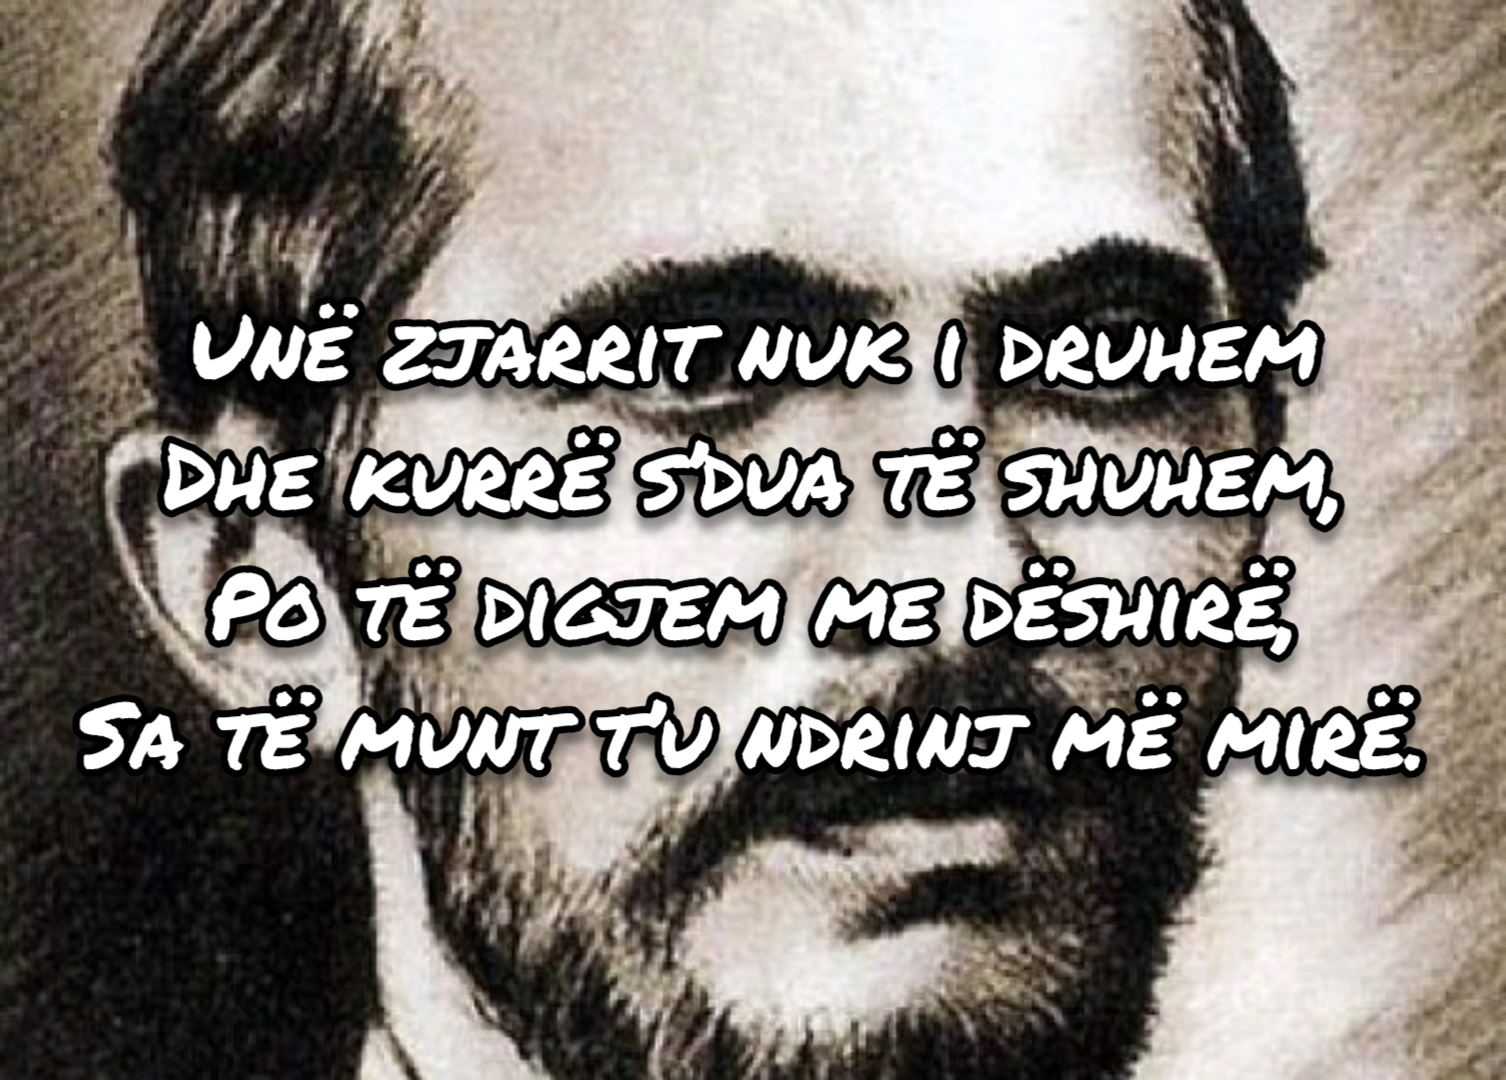 Unë zjarrit nuk i druhem
Dhe kurrë s'dua të shuhem,
Po të digjem me dëshirë,
Sa të munt t'u ndrinj më mirë.